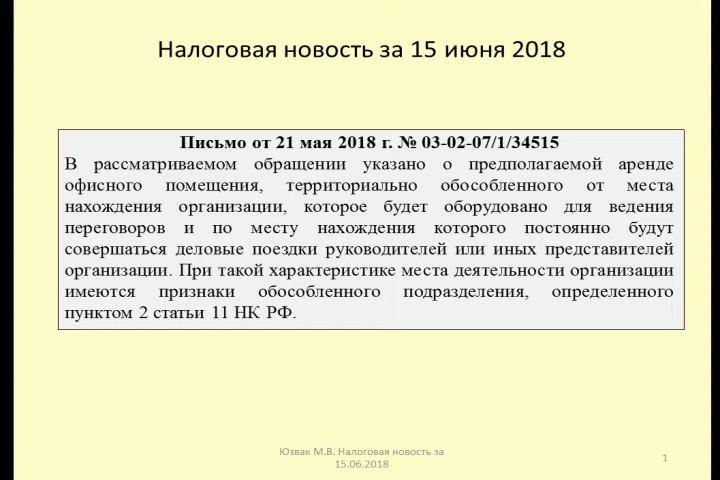 Налоговая новость за 15 июня 2018
Письмо от 21 мая 2018 г. № 03-02-07/1/34515
В рассматриваемом обращении указано о предполагаемой аренде
офисного помещения, территориально обособленного от места
нахождения организации, которое будет оборудовано для ведения
переговоров и по месту нахождения которого постоянно будут
совершаться деловые поездки руководителей или иных представителей
организации. При такой характеристике места деятельности организации
имеются признаки обособленного подразделения, определенного
пунктом 2 статьи 11 НК РФ.
Юзвак М.В. Налоговая новость за
15.06.2018
1